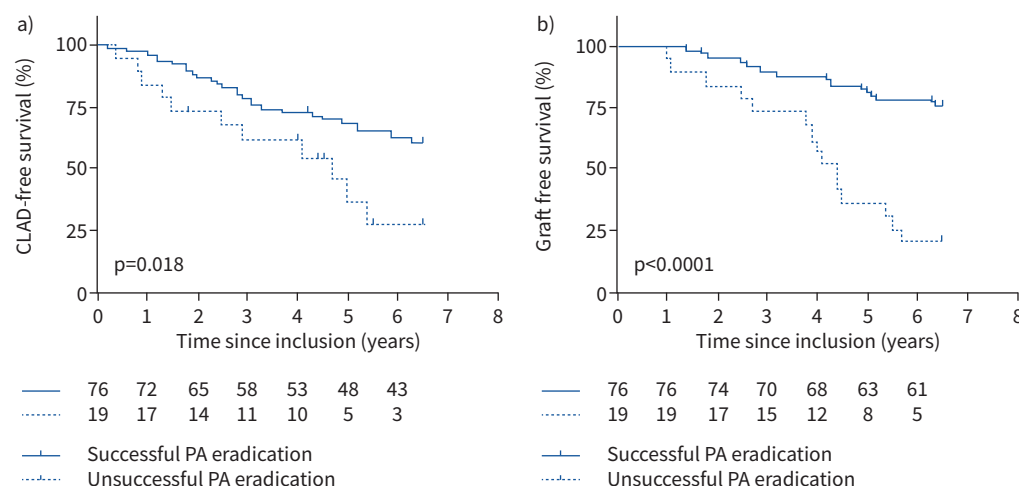 a)
CLAD-free survival (%)
100
75
50
25
0
p=0.018
0 1 2 3 4 5 6 7 8
Time since inclusion (years)
76 72 65 58 53 48 43
19 17 14 11 10 5 3
Successful PA eradication
Unsuccessful PA eradication
b)
Graft free survival (%)
100
75
50
25
0
p<0.0001
0 1 2 3 4 5 6 7 8
Time since inclusion (years)
76 76 74 70 68 63 61
19 19 17 15 12 8 5
Successful PA eradication
Unsuccessful PA eradication